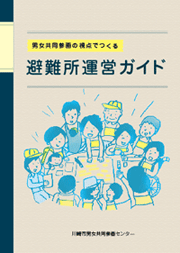 男女共同参画の視点でつくる
避難所運営ガイド
川崎市男女共同参画センター